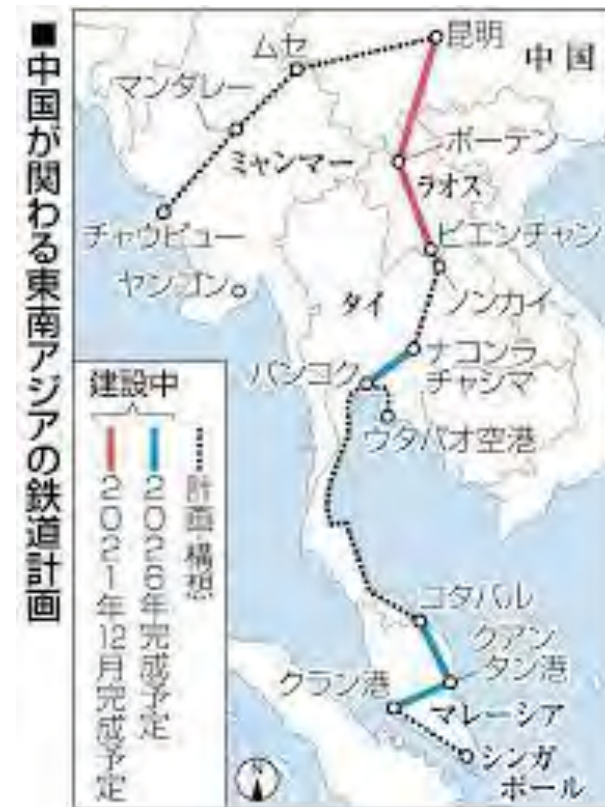 ■中国が関わる東南アジアの鉄道計画
昆明
中国
ムセ
マンダレー
ミャンマー
ボーテン
ラオス
チャウピュー
ビエンチャン
ヤンゴン
タイ
ノンカイ
ナコンラ
チャシマ
バンコク
ウタパオ空港
コタバル
クアン
タン港
クラン港
マレーシア
シンガ
ポール
N
建設中
計画・構想
2026年完成予定
2021年12月完成予定